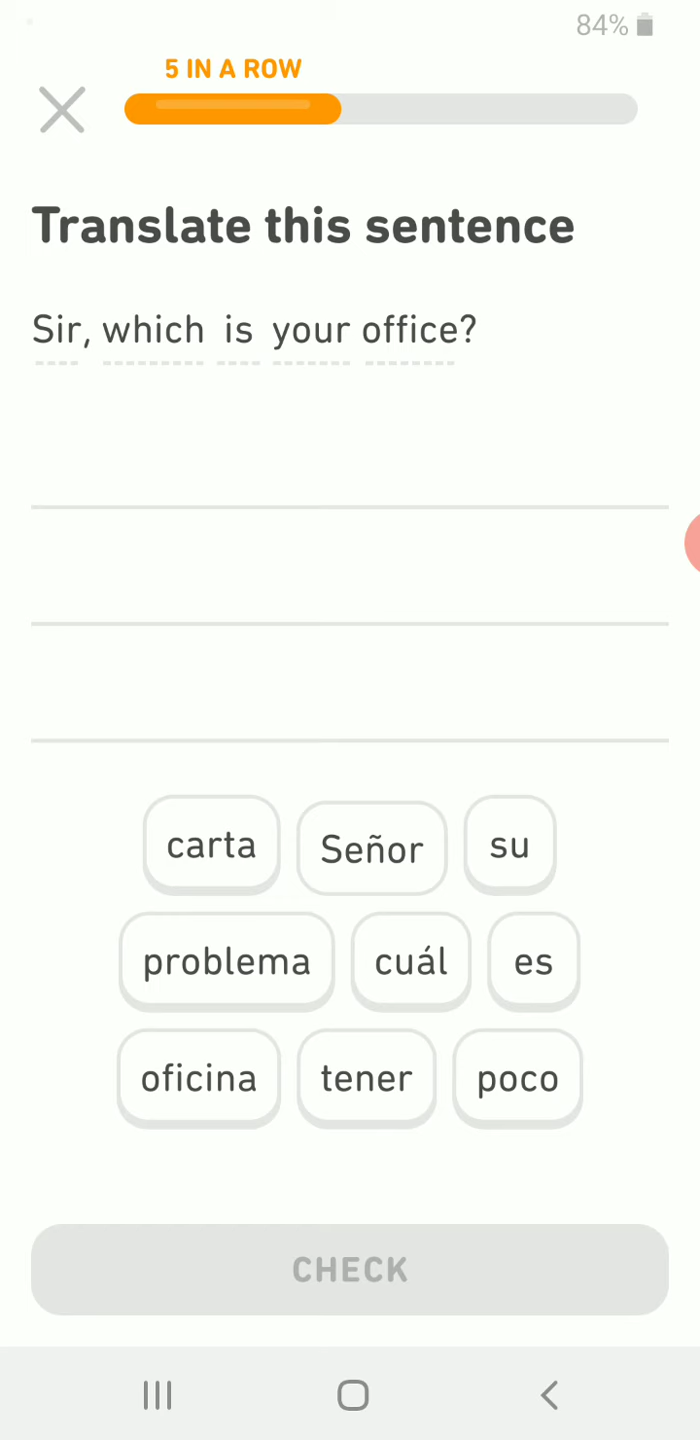 84%
5 IN A ROW
Translate this sentence
Sir, which is your office?
carta Señor su
problema cuál es
oficina tener poco
CHECK